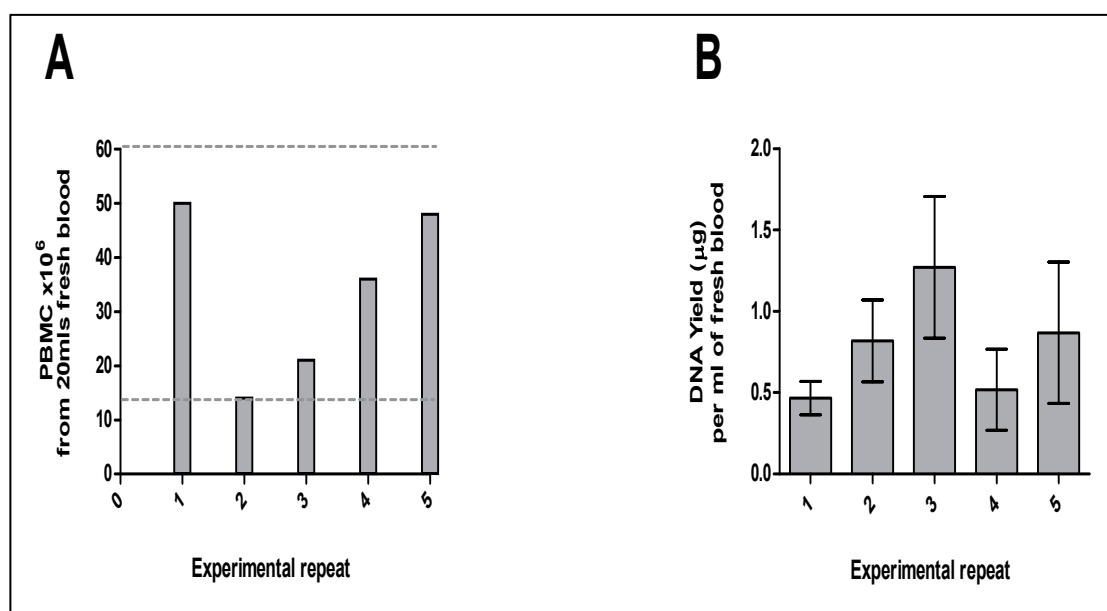 A
PBMC x10⁶
from 20mls fresh blood
60
50
40
30
20
10
0
0 1 2 3 4 5
Experimental repeat
B
DNA Yield (µg)
per ml of fresh blood
2.0
1.5
1.0
0.5
0.0
1 2 3 4 5
Experimental repeat